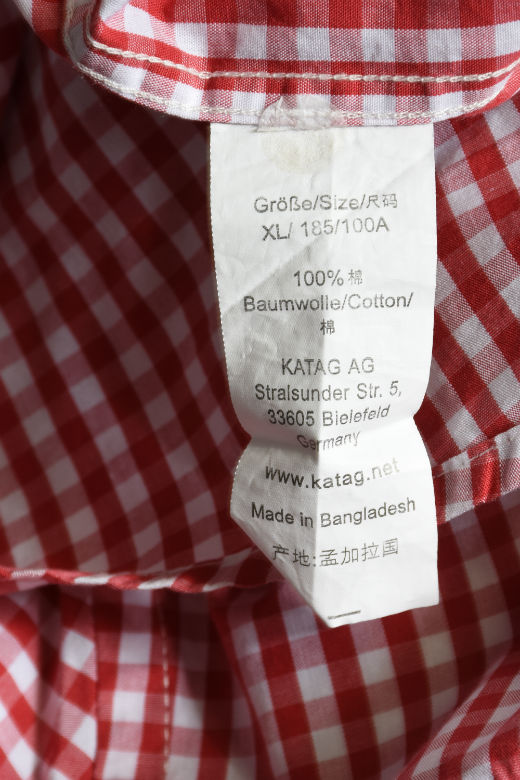 Größe/Size/尺码
XL/ 185/100A
100% 棉
Baumwolle/Cotton/
棉
KATAG AG
Stralsunder Str. 5,
33605 Bielefeld
Germany
www.katag.net
Made in Bangladesh
产地:孟加拉国